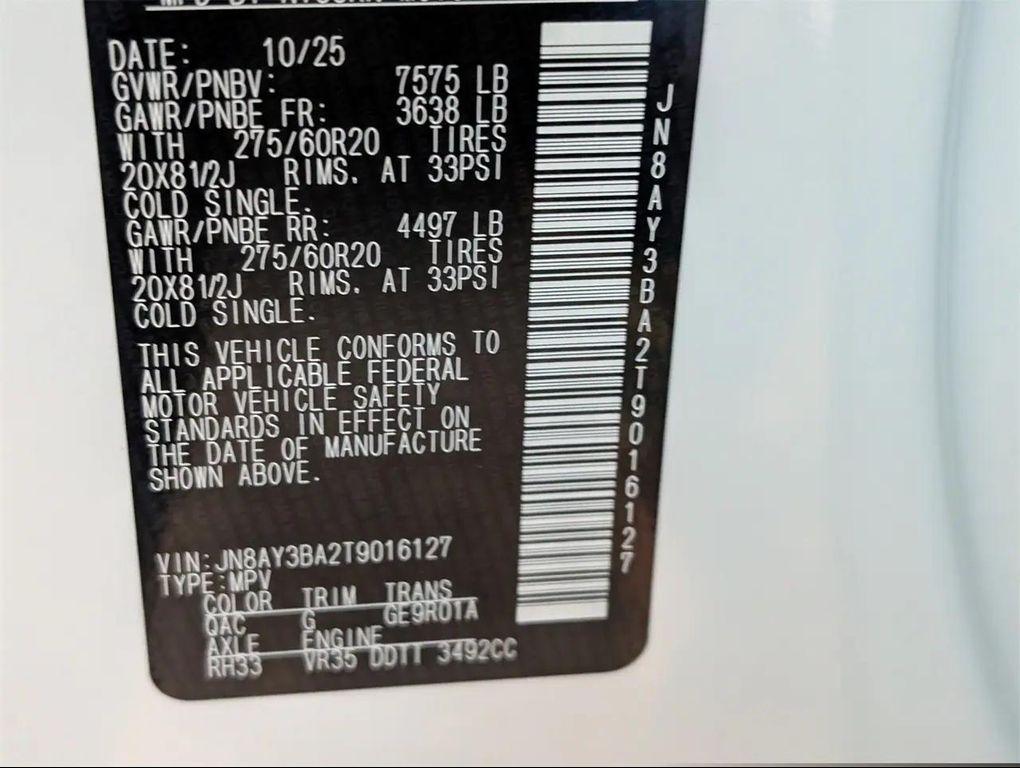 DATE: 10/25
GVWR/PNBV: 7575 LB
GAWR/PNBE FR: 3638 LB
WITH 275/60R20 TIRES
20X81/2J RIMS. AT 33PSI
COLD SINGLE.
GAWR/PNBE RR: 4497 LB
WITH 275/60R20 TIRES
20X81/2J RIMS. AT 33PSI
COLD SINGLE.
THIS VEHICLE CONFORMS TO
ALL APPLICABLE FEDERAL
MOTOR VEHICLE SAFETY
STANDARDS IN EFFECT ON
THE DATE OF MANUFACTURE
SHOWN ABOVE.
VIN:JN8AY3BA2T9016127
TYPE:MPV
COLOR TRIM TRANS
QAC G GE9R01A
AXLE ENGINE
RH33 VR35 DDTT 3492CC
JN8AY3BA2T9016127